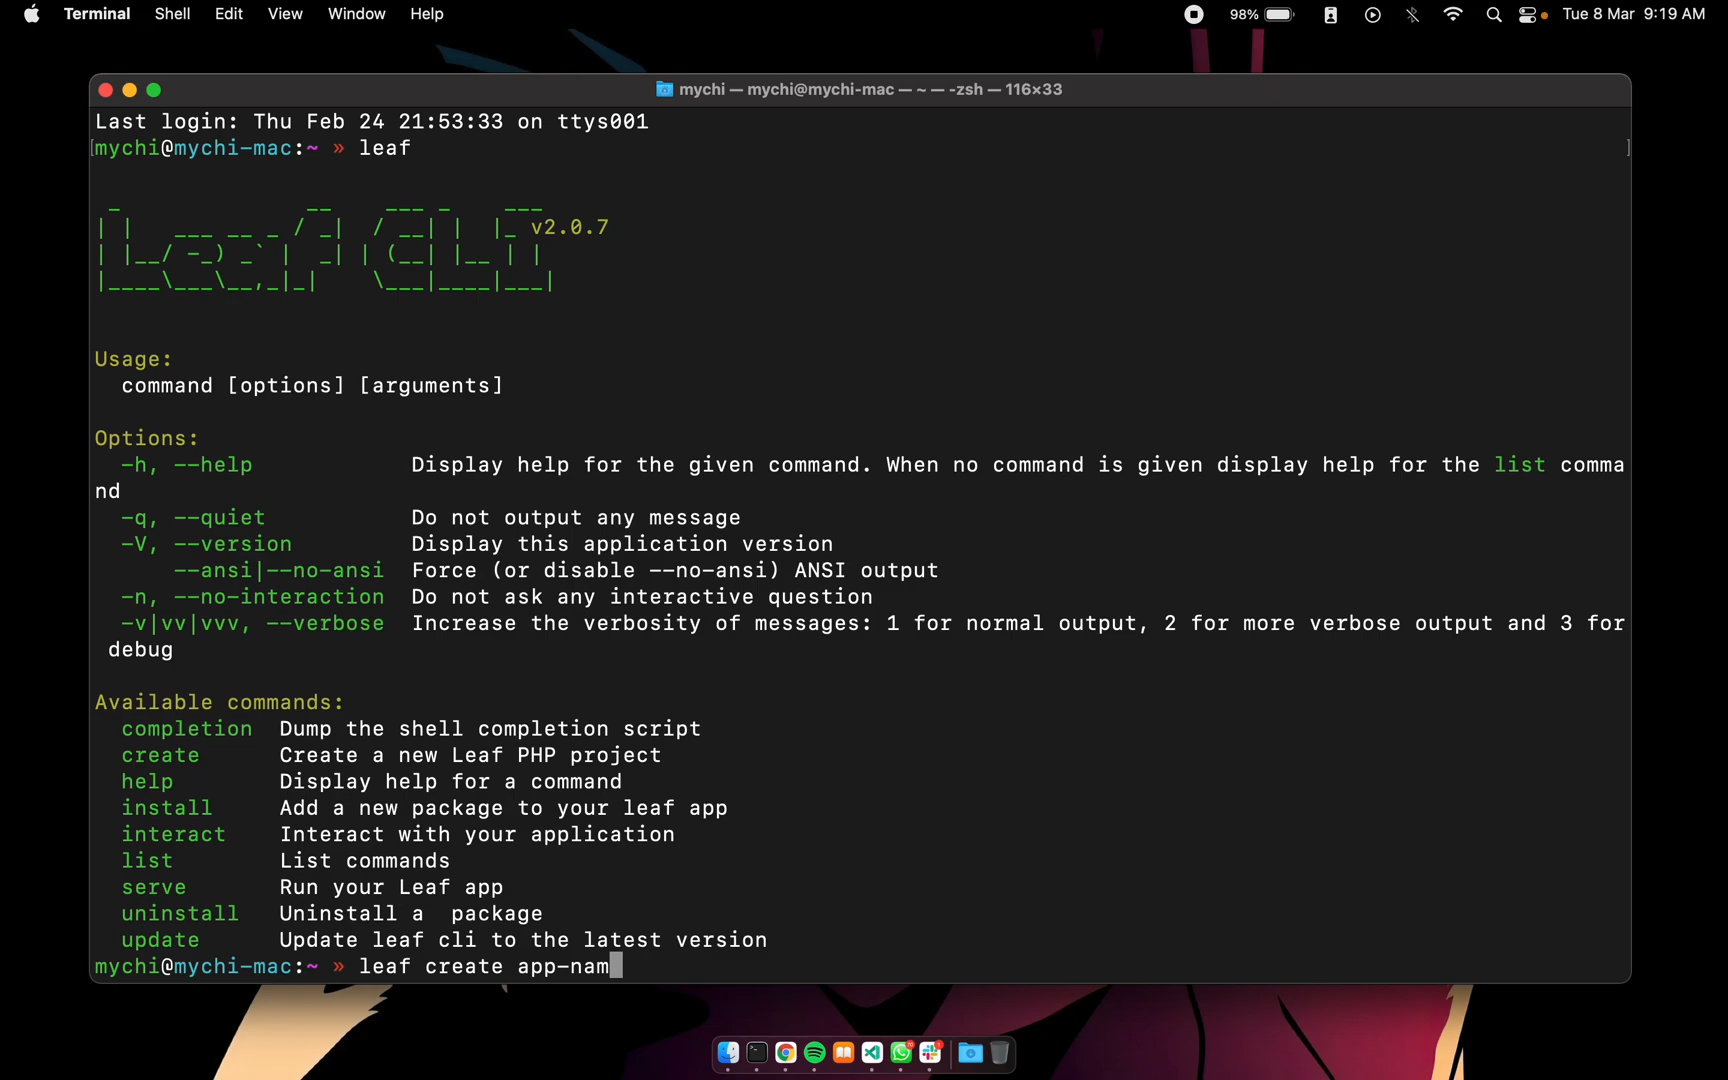 Terminal Shell Edit View Window Help 98% Tue 8 Mar 9:19 AM
mychi — mychi@mychi-mac — ~ — -zsh — 116×33
Last login: Thu Feb 24 21:53:33 on ttys001
[mychi@mychi-mac:~ » leaf ]
Leaf CLI v2.0.7
Usage:
command [options] [arguments]
Options:
-h, --help Display help for the given command. When no command is given display help for the list comma
nd
-q, --quiet Do not output any message
-V, --version Display this application version
--ansi|--no-ansi Force (or disable --no-ansi) ANSI output
-n, --no-interaction Do not ask any interactive question
-v|vv|vvv, --verbose Increase the verbosity of messages: 1 for normal output, 2 for more verbose output and 3 for
debug
Available commands:
completion Dump the shell completion script
create Create a new Leaf PHP project
help Display help for a command
install Add a new package to your leaf app
interact Interact with your application
list List commands
serve Run your Leaf app
uninstall Uninstall a  package
update Update leaf cli to the latest version
mychi@mychi-mac:~ » leaf create app-nam